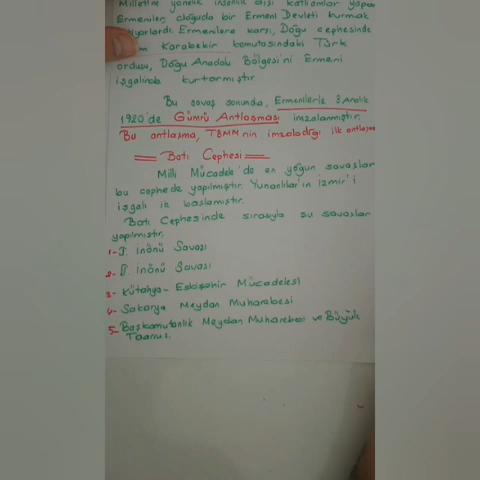 Milletine yönelik insanlık dışı katliamlar yapan
Ermeniler, doğuda bir Ermeni Devleti kurmak
Ermenilere karşı, Doğu cephesinde
Karabekir komutasındaki Türk
ordusu, Doğu Anadolu Bölgesi'ni Ermeni
işgalinden kurtarmıştır
Bu savaş sonunda, Ermenilerle 3 Aralık
1920'de Gümrü Antlaşması imzalanmıştır.
Bu antlaşma, TBMM'nin imzaladığı ilk antlaşma
Batı Cephesi
Milli Mücadele'de en yoğun savaşlar
bu cephede yapılmıştır. Yunanlılar'ın İzmir'i
işgali ile başlamıştır.
Batı Cephesinde sırasıyla şu savaşlar
yapılmıştır.
1- I. İnönü Savaşı
2- II. İnönü Savaşı
3- Kütahya- Eskişehir Mücadelesi
4- Sakarya Meydan Muharebesi
5- Başkomutanlık Meydan Muharebesi ve Büyük
Taarruz.